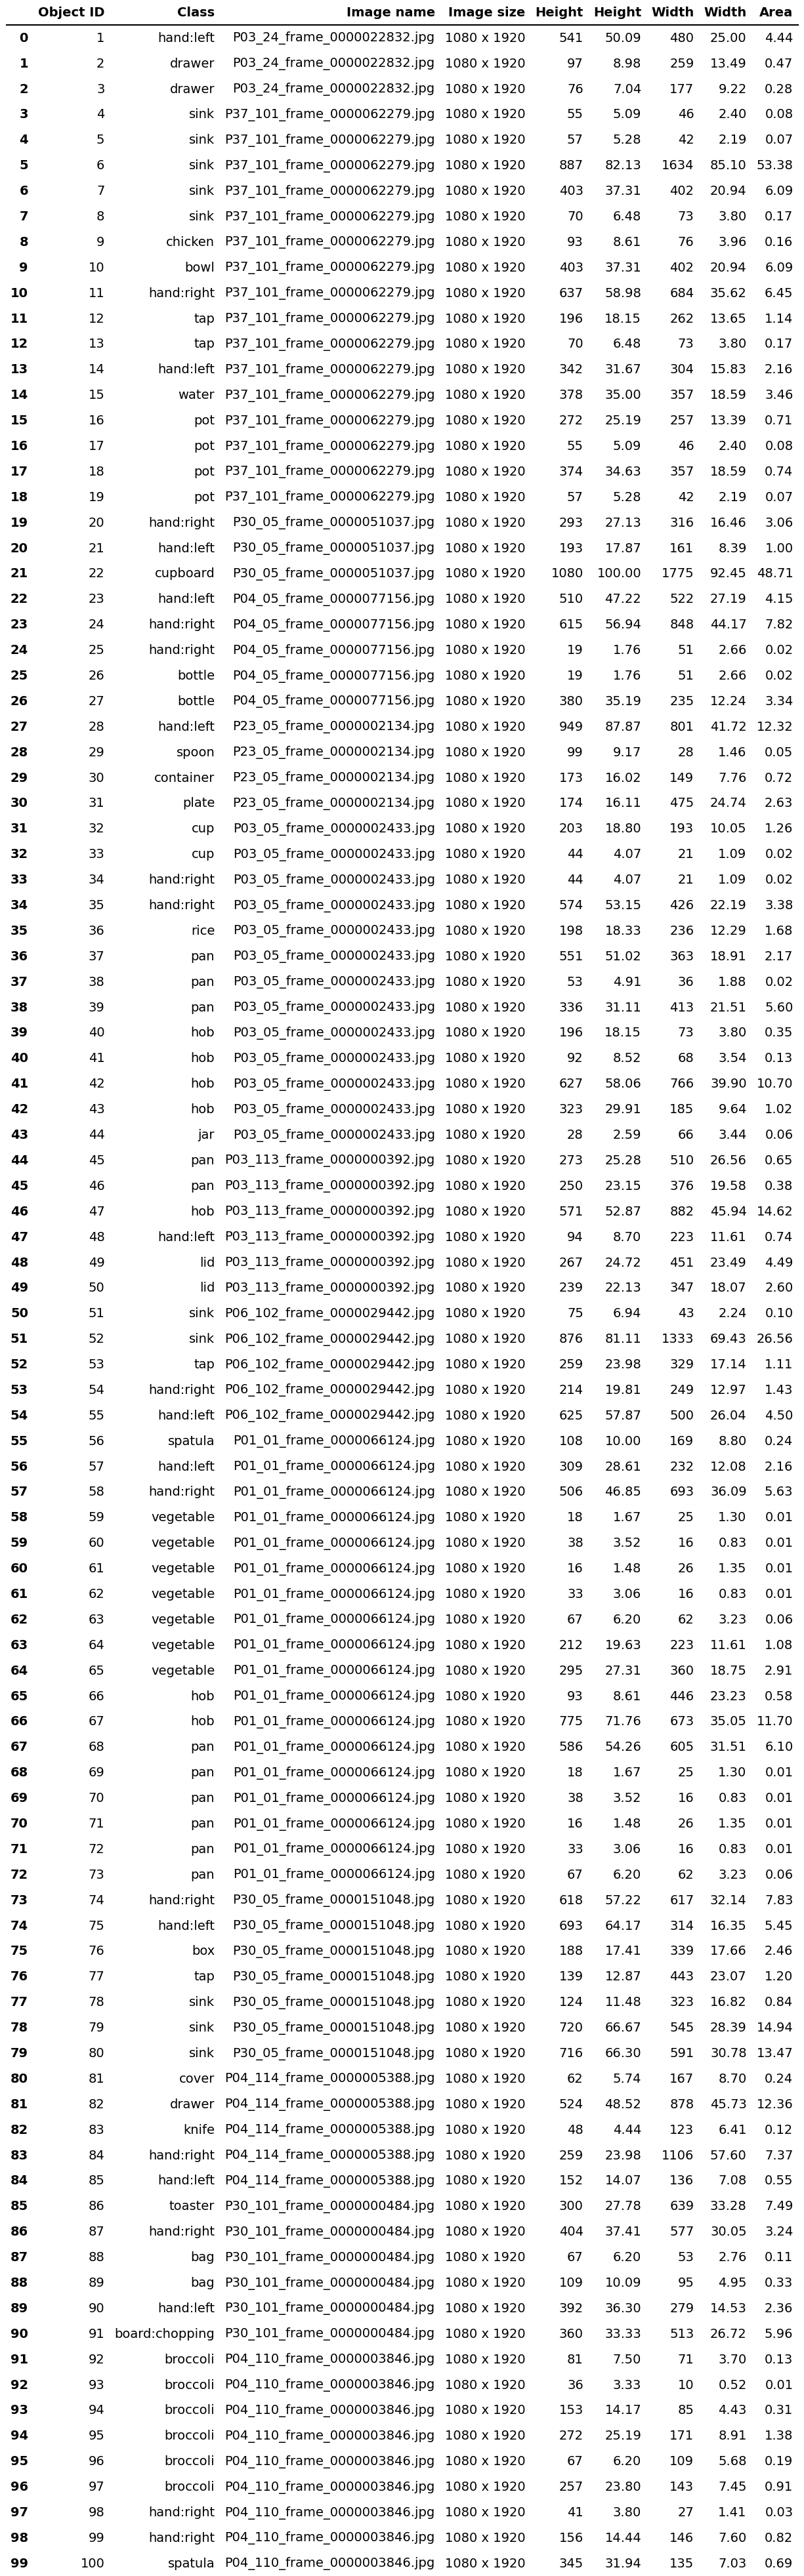 Object ID Class Image name Image size Height Height Width Width Area
0 1 hand:left P03_24_frame_0000022832.jpg 1080 x 1920 541 50.09 480 25.00 4.44
1 2 drawer P03_24_frame_0000022832.jpg 1080 x 1920 97 8.98 259 13.49 0.47
2 3 drawer P03_24_frame_0000022832.jpg 1080 x 1920 76 7.04 177 9.22 0.28
3 4 sink P37_101_frame_0000062279.jpg 1080 x 1920 55 5.09 46 2.40 0.08
4 5 sink P37_101_frame_0000062279.jpg 1080 x 1920 57 5.28 42 2.19 0.07
5 6 sink P37_101_frame_0000062279.jpg 1080 x 1920 887 82.13 1634 85.10 53.38
6 7 sink P37_101_frame_0000062279.jpg 1080 x 1920 403 37.31 402 20.94 6.09
7 8 sink P37_101_frame_0000062279.jpg 1080 x 1920 70 6.48 73 3.80 0.17
8 9 chicken P37_101_frame_0000062279.jpg 1080 x 1920 93 8.61 76 3.96 0.16
9 10 bowl P37_101_frame_0000062279.jpg 1080 x 1920 403 37.31 402 20.94 6.09
10 11 hand:right P37_101_frame_0000062279.jpg 1080 x 1920 637 58.98 684 35.62 6.45
11 12 tap P37_101_frame_0000062279.jpg 1080 x 1920 196 18.15 262 13.65 1.14
12 13 tap P37_101_frame_0000062279.jpg 1080 x 1920 70 6.48 73 3.80 0.17
13 14 hand:left P37_101_frame_0000062279.jpg 1080 x 1920 342 31.67 304 15.83 2.16
14 15 water P37_101_frame_0000062279.jpg 1080 x 1920 378 35.00 357 18.59 3.46
15 16 pot P37_101_frame_0000062279.jpg 1080 x 1920 272 25.19 257 13.39 0.71
16 17 pot P37_101_frame_0000062279.jpg 1080 x 1920 55 5.09 46 2.40 0.08
17 18 pot P37_101_frame_0000062279.jpg 1080 x 1920 374 34.63 357 18.59 0.74
18 19 pot P37_101_frame_0000062279.jpg 1080 x 1920 57 5.28 42 2.19 0.07
19 20 hand:right P30_05_frame_0000051037.jpg 1080 x 1920 293 27.13 316 16.46 3.06
20 21 hand:left P30_05_frame_0000051037.jpg 1080 x 1920 193 17.87 161 8.39 1.00
21 22 cupboard P30_05_frame_0000051037.jpg 1080 x 1920 1080 100.00 1775 92.45 48.71
22 23 hand:left P04_05_frame_0000077156.jpg 1080 x 1920 510 47.22 522 27.19 4.15
23 24 hand:right P04_05_frame_0000077156.jpg 1080 x 1920 615 56.94 848 44.17 7.82
24 25 hand:right P04_05_frame_0000077156.jpg 1080 x 1920 19 1.76 51 2.66 0.02
25 26 bottle P04_05_frame_0000077156.jpg 1080 x 1920 19 1.76 51 2.66 0.02
26 27 bottle P04_05_frame_0000077156.jpg 1080 x 1920 380 35.19 235 12.24 3.34
27 28 hand:left P23_05_frame_0000002134.jpg 1080 x 1920 949 87.87 801 41.72 12.32
28 29 spoon P23_05_frame_0000002134.jpg 1080 x 1920 99 9.17 28 1.46 0.05
29 30 container P23_05_frame_0000002134.jpg 1080 x 1920 173 16.02 149 7.76 0.72
30 31 plate P23_05_frame_0000002134.jpg 1080 x 1920 174 16.11 475 24.74 2.63
31 32 cup P03_05_frame_0000002433.jpg 1080 x 1920 203 18.80 193 10.05 1.26
32 33 cup P03_05_frame_0000002433.jpg 1080 x 1920 44 4.07 21 1.09 0.02
33 34 hand:right P03_05_frame_0000002433.jpg 1080 x 1920 44 4.07 21 1.09 0.02
34 35 hand:right P03_05_frame_0000002433.jpg 1080 x 1920 574 53.15 426 22.19 3.38
35 36 rice P03_05_frame_0000002433.jpg 1080 x 1920 198 18.33 236 12.29 1.68
36 37 pan P03_05_frame_0000002433.jpg 1080 x 1920 551 51.02 363 18.91 2.17
37 38 pan P03_05_frame_0000002433.jpg 1080 x 1920 53 4.91 36 1.88 0.02
38 39 pan P03_05_frame_0000002433.jpg 1080 x 1920 336 31.11 413 21.51 5.60
39 40 hob P03_05_frame_0000002433.jpg 1080 x 1920 196 18.15 73 3.80 0.35
40 41 hob P03_05_frame_0000002433.jpg 1080 x 1920 92 8.52 68 3.54 0.13
41 42 hob P03_05_frame_0000002433.jpg 1080 x 1920 627 58.06 766 39.90 10.70
42 43 hob P03_05_frame_0000002433.jpg 1080 x 1920 323 29.91 185 9.64 1.02
43 44 jar P03_05_frame_0000002433.jpg 1080 x 1920 28 2.59 66 3.44 0.06
44 45 pan P03_113_frame_0000000392.jpg 1080 x 1920 273 25.28 510 26.56 0.65
45 46 pan P03_113_frame_0000000392.jpg 1080 x 1920 250 23.15 376 19.58 0.38
46 47 hob P03_113_frame_0000000392.jpg 1080 x 1920 571 52.87 882 45.94 14.62
47 48 hand:left P03_113_frame_0000000392.jpg 1080 x 1920 94 8.70 223 11.61 0.74
48 49 lid P03_113_frame_0000000392.jpg 1080 x 1920 267 24.72 451 23.49 4.49
49 50 lid P03_113_frame_0000000392.jpg 1080 x 1920 239 22.13 347 18.07 2.60
50 51 sink P06_102_frame_0000029442.jpg 1080 x 1920 75 6.94 43 2.24 0.10
51 52 sink P06_102_frame_0000029442.jpg 1080 x 1920 876 81.11 1333 69.43 26.56
52 53 tap P06_102_frame_0000029442.jpg 1080 x 1920 259 23.98 329 17.14 1.11
53 54 hand:right P06_102_frame_0000029442.jpg 1080 x 1920 214 19.81 249 12.97 1.43
54 55 hand:left P06_102_frame_0000029442.jpg 1080 x 1920 625 57.87 500 26.04 4.50
55 56 spatula P01_01_frame_0000066124.jpg 1080 x 1920 108 10.00 169 8.80 0.24
56 57 hand:left P01_01_frame_0000066124.jpg 1080 x 1920 309 28.61 232 12.08 2.16
57 58 hand:right P01_01_frame_0000066124.jpg 1080 x 1920 506 46.85 693 36.09 5.63
58 59 vegetable P01_01_frame_0000066124.jpg 1080 x 1920 18 1.67 25 1.30 0.01
59 60 vegetable P01_01_frame_0000066124.jpg 1080 x 1920 38 3.52 16 0.83 0.01
60 61 vegetable P01_01_frame_0000066124.jpg 1080 x 1920 16 1.48 26 1.35 0.01
61 62 vegetable P01_01_frame_0000066124.jpg 1080 x 1920 33 3.06 16 0.83 0.01
62 63 vegetable P01_01_frame_0000066124.jpg 1080 x 1920 67 6.20 62 3.23 0.06
63 64 vegetable P01_01_frame_0000066124.jpg 1080 x 1920 212 19.63 223 11.61 1.08
64 65 vegetable P01_01_frame_0000066124.jpg 1080 x 1920 295 27.31 360 18.75 2.91
65 66 hob P01_01_frame_0000066124.jpg 1080 x 1920 93 8.61 446 23.23 0.58
66 67 hob P01_01_frame_0000066124.jpg 1080 x 1920 775 71.76 673 35.05 11.70
67 68 pan P01_01_frame_0000066124.jpg 1080 x 1920 586 54.26 605 31.51 6.10
68 69 pan P01_01_frame_0000066124.jpg 1080 x 1920 18 1.67 25 1.30 0.01
69 70 pan P01_01_frame_0000066124.jpg 1080 x 1920 38 3.52 16 0.83 0.01
70 71 pan P01_01_frame_0000066124.jpg 1080 x 1920 16 1.48 26 1.35 0.01
71 72 pan P01_01_frame_0000066124.jpg 1080 x 1920 33 3.06 16 0.83 0.01
72 73 pan P01_01_frame_0000066124.jpg 1080 x 1920 67 6.20 62 3.23 0.06
73 74 hand:right P30_05_frame_0000151048.jpg 1080 x 1920 618 57.22 617 32.14 7.83
74 75 hand:left P30_05_frame_0000151048.jpg 1080 x 1920 693 64.17 314 16.35 5.45
75 76 box P30_05_frame_0000151048.jpg 1080 x 1920 188 17.41 339 17.66 2.46
76 77 tap P30_05_frame_0000151048.jpg 1080 x 1920 139 12.87 443 23.07 1.20
77 78 sink P30_05_frame_0000151048.jpg 1080 x 1920 124 11.48 323 16.82 0.84
78 79 sink P30_05_frame_0000151048.jpg 1080 x 1920 720 66.67 545 28.39 14.94
79 80 sink P30_05_frame_0000151048.jpg 1080 x 1920 716 66.30 591 30.78 13.47
80 81 cover P04_114_frame_0000005388.jpg 1080 x 1920 62 5.74 167 8.70 0.24
81 82 drawer P04_114_frame_0000005388.jpg 1080 x 1920 524 48.52 878 45.73 12.36
82 83 knife P04_114_frame_0000005388.jpg 1080 x 1920 48 4.44 123 6.41 0.12
83 84 hand:right P04_114_frame_0000005388.jpg 1080 x 1920 259 23.98 1106 57.60 7.37
84 85 hand:left P04_114_frame_0000005388.jpg 1080 x 1920 152 14.07 136 7.08 0.55
85 86 toaster P30_101_frame_0000000484.jpg 1080 x 1920 300 27.78 639 33.28 7.49
86 87 hand:right P30_101_frame_0000000484.jpg 1080 x 1920 404 37.41 577 30.05 3.24
87 88 bag P30_101_frame_0000000484.jpg 1080 x 1920 67 6.20 53 2.76 0.11
88 89 bag P30_101_frame_0000000484.jpg 1080 x 1920 109 10.09 95 4.95 0.33
89 90 hand:left P30_101_frame_0000000484.jpg 1080 x 1920 392 36.30 279 14.53 2.36
90 91 board:chopping P30_101_frame_0000000484.jpg 1080 x 1920 360 33.33 513 26.72 5.96
91 92 broccoli P04_110_frame_0000003846.jpg 1080 x 1920 81 7.50 71 3.70 0.13
92 93 broccoli P04_110_frame_0000003846.jpg 1080 x 1920 36 3.33 10 0.52 0.01
93 94 broccoli P04_110_frame_0000003846.jpg 1080 x 1920 153 14.17 85 4.43 0.31
94 95 broccoli P04_110_frame_0000003846.jpg 1080 x 1920 272 25.19 171 8.91 1.38
95 96 broccoli P04_110_frame_0000003846.jpg 1080 x 1920 67 6.20 109 5.68 0.19
96 97 broccoli P04_110_frame_0000003846.jpg 1080 x 1920 257 23.80 143 7.45 0.91
97 98 hand:right P04_110_frame_0000003846.jpg 1080 x 1920 41 3.80 27 1.41 0.03
98 99 hand:right P04_110_frame_0000003846.jpg 1080 x 1920 156 14.44 146 7.60 0.82
99 100 spatula P04_110_frame_0000003846.jpg 1080 x 1920 345 31.94 135 7.03 0.69